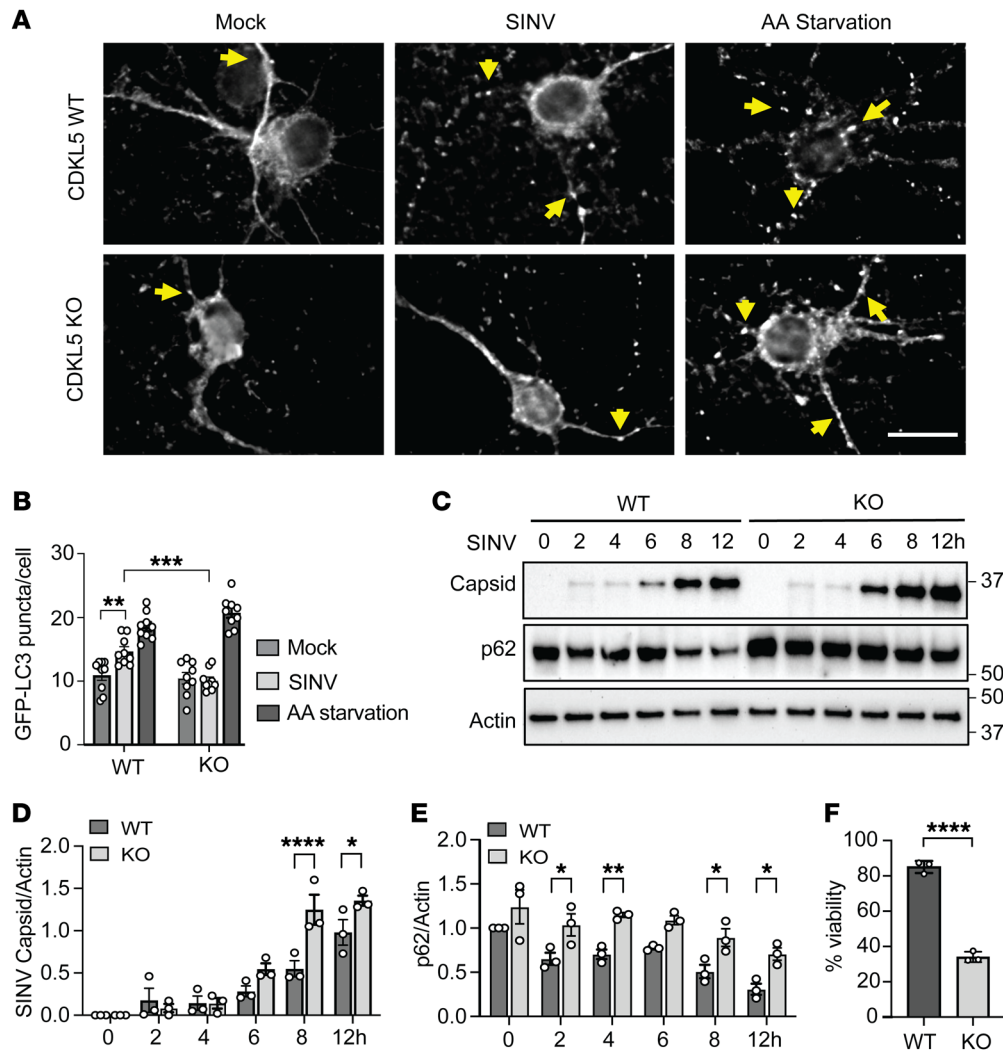 A
Mock SINV AA Starvation
CDKL5 WT
CDKL5 KO
B
GFP-LC3 puncta/cell
30
20
10
0
** ***
WT KO
Mock
SINV
AA starvation
C
WT KO
SINV 0 2 4 6 8 12 0 2 4 6 8 12h
Capsid 37
p62 50
Actin 50
37
D
WT
KO
SINV Capsid/Actin
2.0
1.5
1.0
0.5
0.0
**** *
0 2 4 6 8 12h
E
WT
KO
p62/Actin
2.0
1.5
1.0
0.5
0.0
* ** * *
0 2 4 6 8 12h
F
% viability
100
80
60
40
20
0
****
WT KO